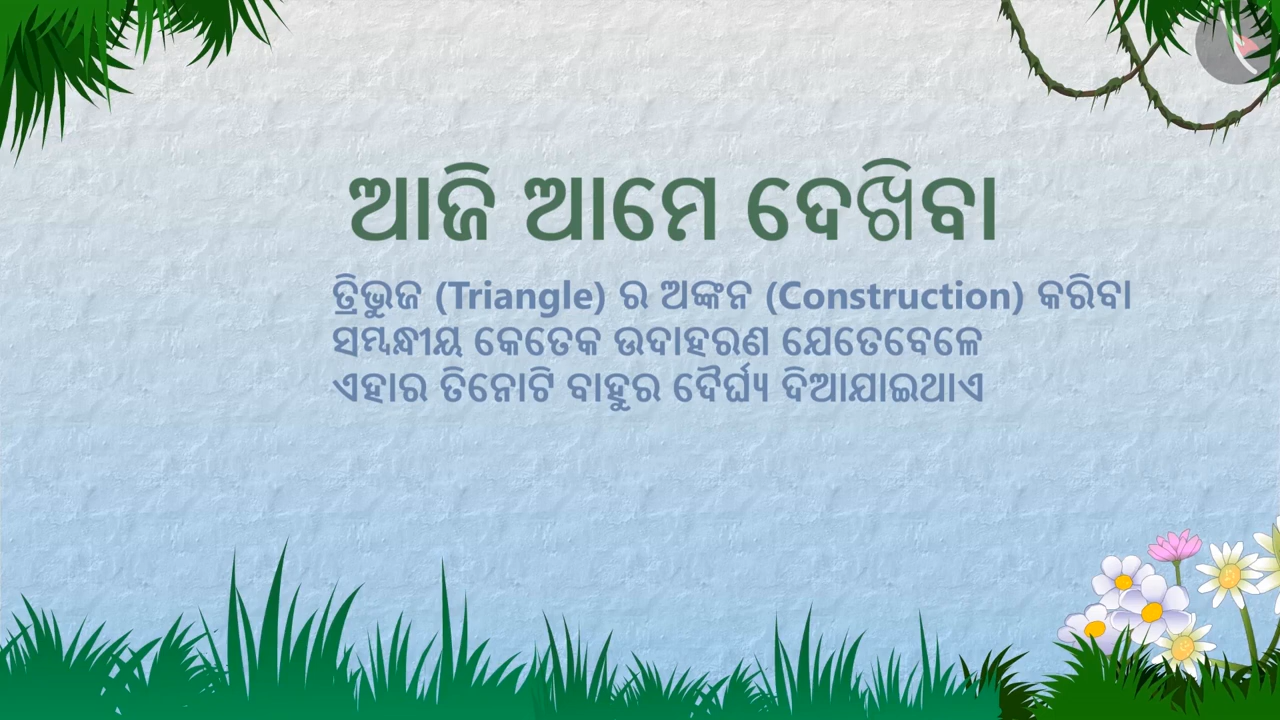 ଆଜି ଆମେ ଦେଖିବା
ତ୍ରିଭୁଜ (Triangle) ର ଅଙ୍କନ (Construction) କରିବା
ସମ୍ବନ୍ଧୀୟ କେତେକ ଉଦାହରଣ ଯେତେବେଳେ
ଏହାର ତିନୋଟି ବାହୁର ଦୈର୍ଘ୍ୟ ଦିଆଯାଇଥାଏ